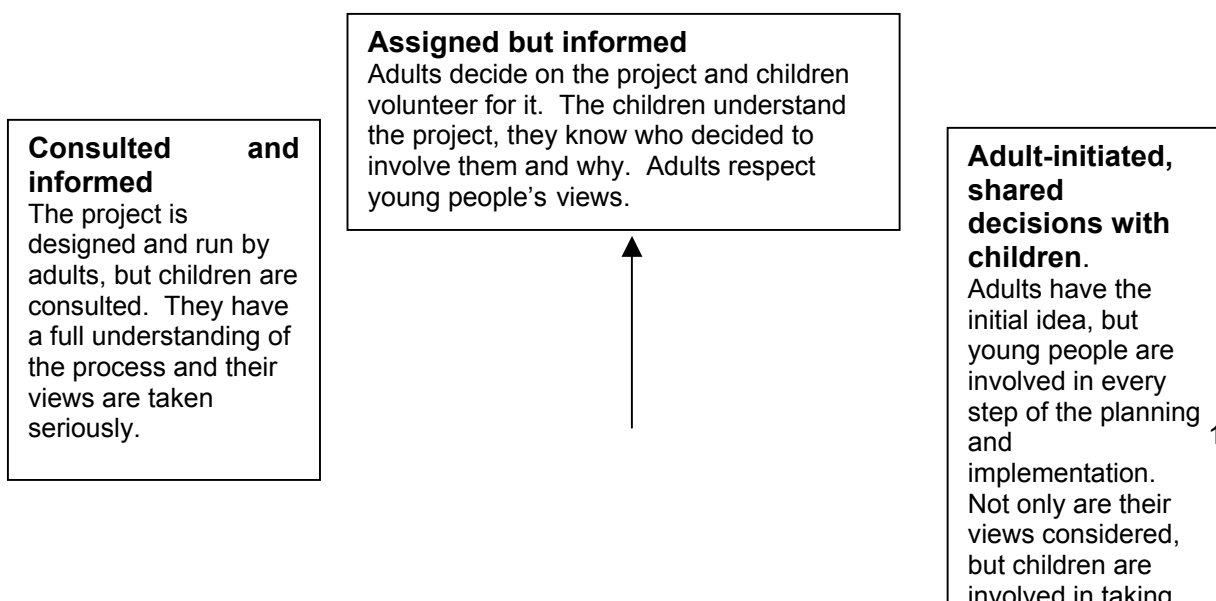 Assigned but informed
Adults decide on the project and children
volunteer for it. The children understand
the project, they know who decided to
involve them and why. Adults respect
young people's views.
Consulted and
informed
The project is
designed and run by
adults, but children are
consulted. They have
a full understanding of
the process and their
views are taken
seriously.
Adult-initiated,
shared
decisions with
children.
Adults have the
initial idea, but
young people are
involved in every
step of the planning
and
implementation.
Not only are their
views considered,
but children are
involved in taking